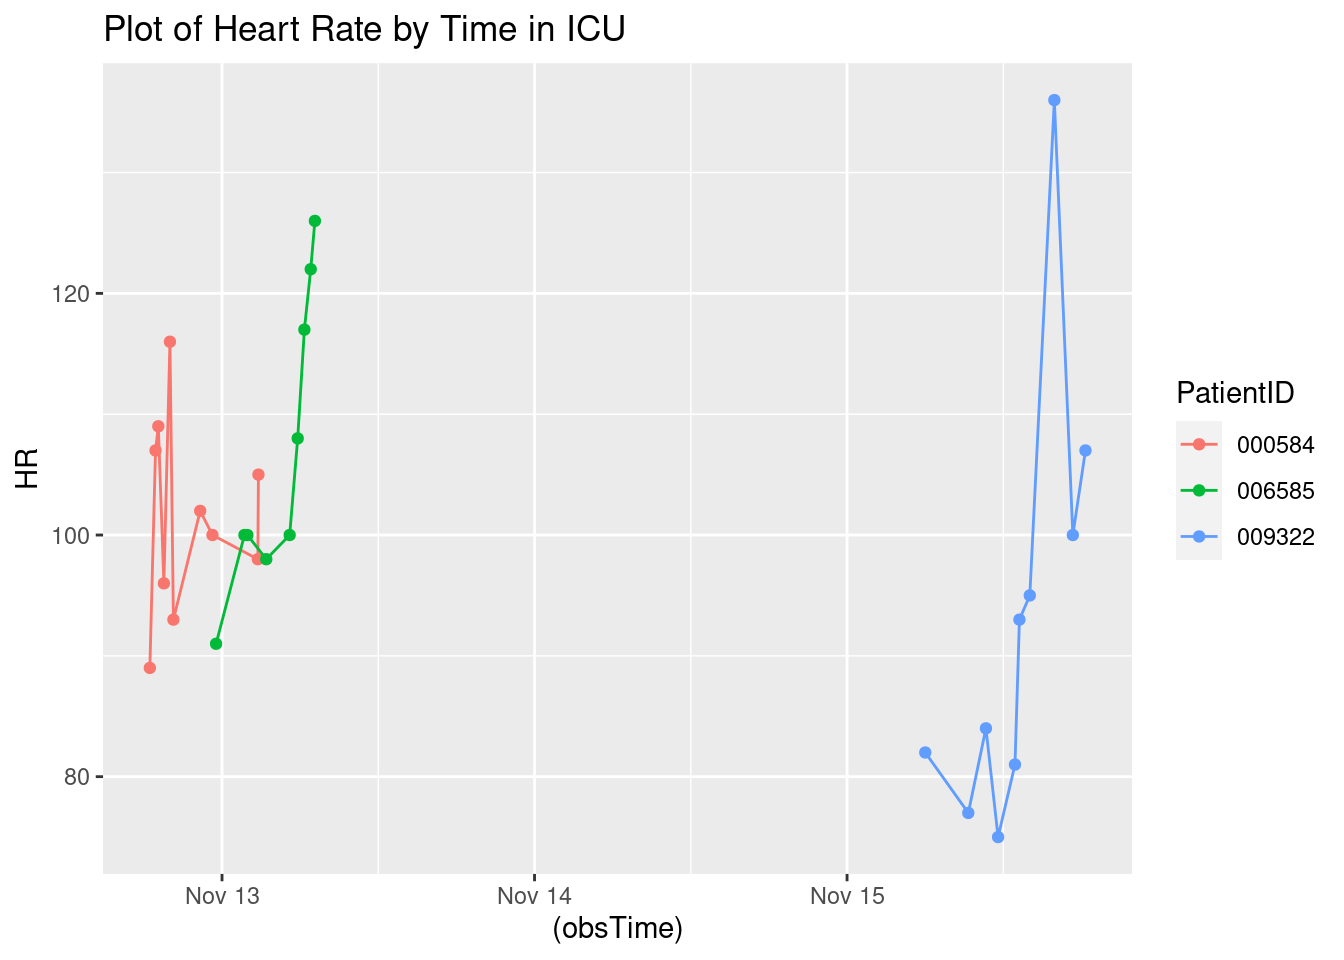 Plot of Heart Rate by Time in ICU
HR
120
100
80
Nov 13
Nov 14
Nov 15
(obsTime)
PatientID
000584
006585
009322